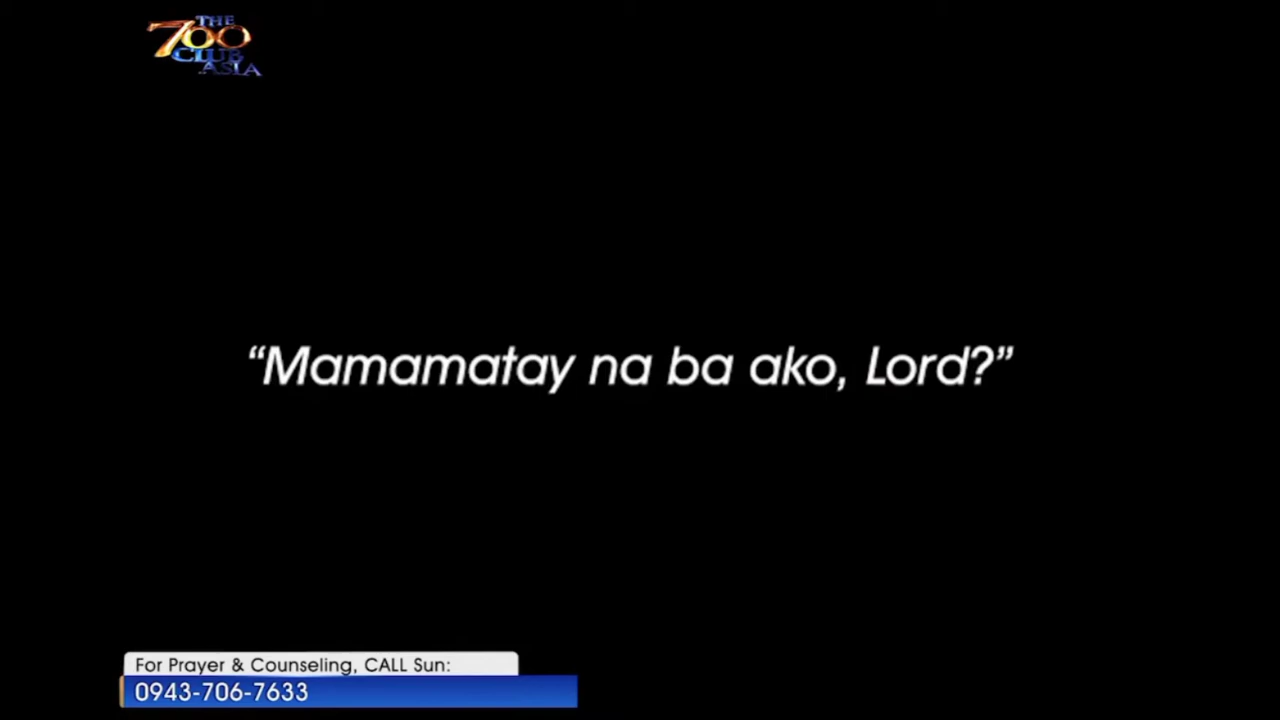 THE
700
CLUB
ASIA
“Mamamatay na ba ako, Lord?”
For Prayer & Counseling, CALL Sun:
0943-706-7633